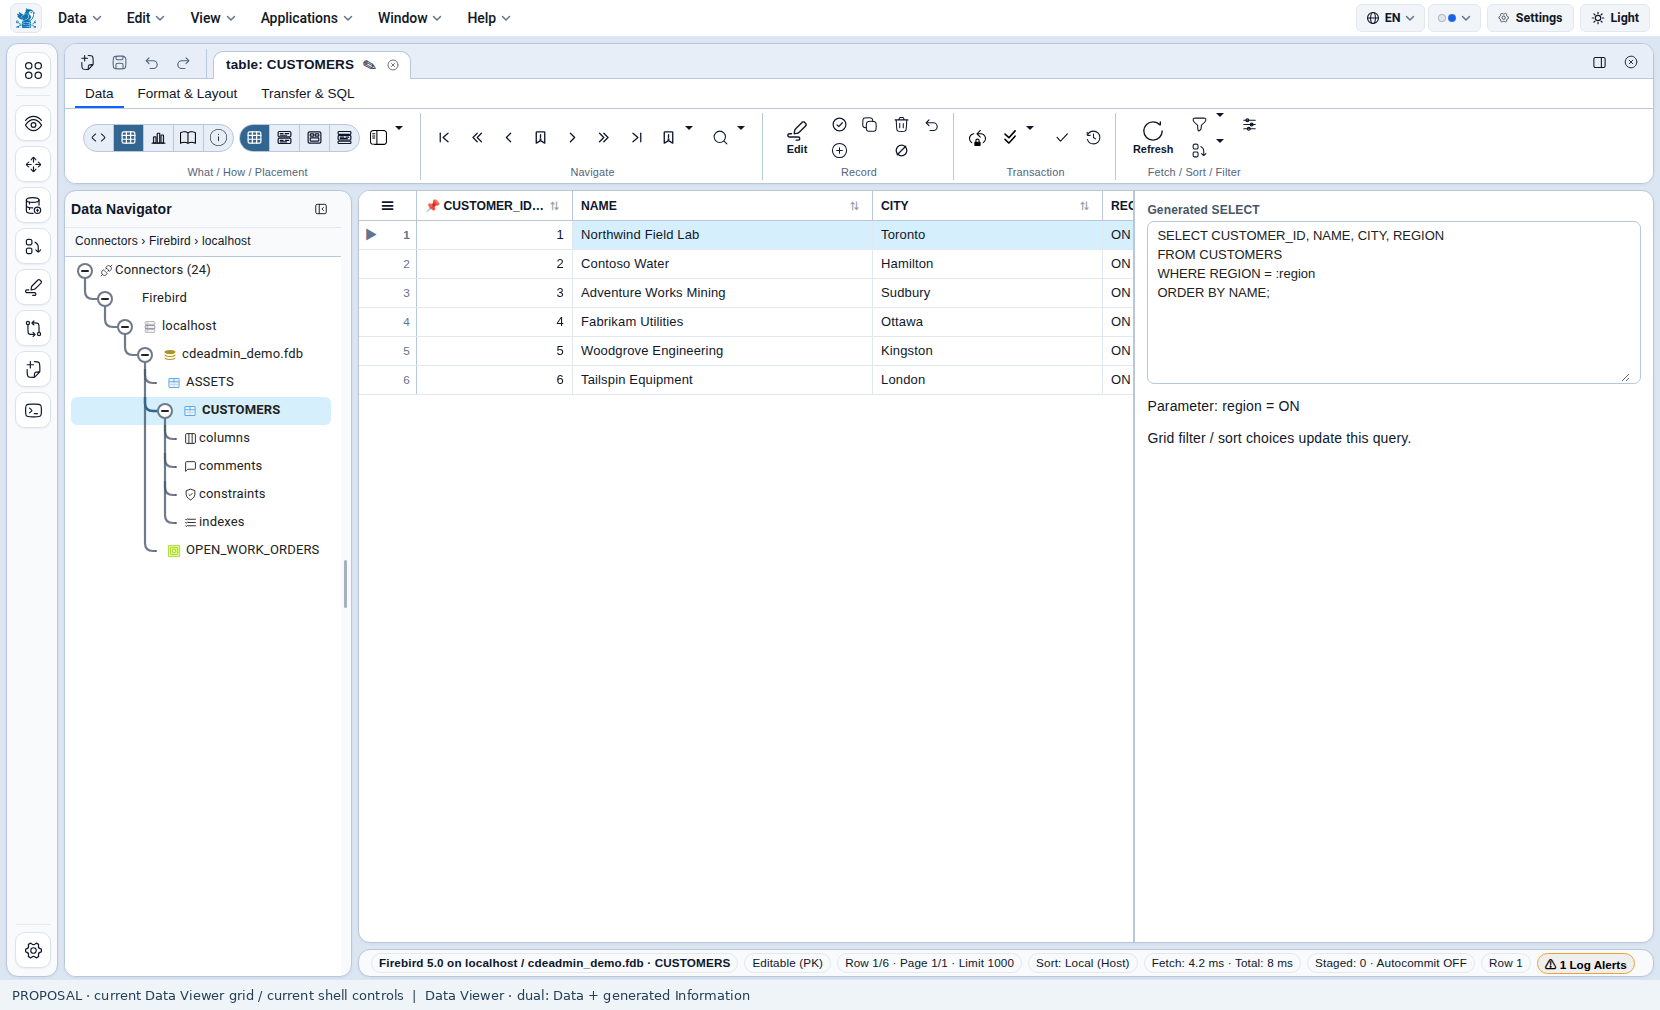 Data Edit View Applications Window Help EN Settings Light
table: CUSTOMERS
Data Format & Layout Transfer & SQL
Edit Refresh
What / How / Placement Navigate Record Transaction Fetch / Sort / Filter
Data Navigator
Connectors › Firebird › localhost
Connectors (24)
Firebird
localhost
cdeadmin_demo.fdb
ASSETS
CUSTOMERS
columns
comments
constraints
indexes
OPEN_WORK_ORDERS
CUSTOMER_ID... NAME CITY REG
1 1 Northwind Field Lab Toronto ON
2 2 Contoso Water Hamilton ON
3 3 Adventure Works Mining Sudbury ON
4 4 Fabrikam Utilities Ottawa ON
5 5 Woodgrove Engineering Kingston ON
6 6 Tailspin Equipment London ON
Generated SELECT
SELECT CUSTOMER_ID, NAME, CITY, REGION
FROM CUSTOMERS
WHERE REGION = :region
ORDER BY NAME;
Parameter: region = ON
Grid filter / sort choices update this query.
Firebird 5.0 on localhost / cdeadmin_demo.fdb · CUSTOMERS Editable (PK) Row 1/6 · Page 1/1 · Limit 1000 Sort: Local (Host) Fetch: 4.2 ms · Total: 8 ms Staged: 0 · Autocommit OFF Row 1 1 Log Alerts
PROPOSAL · current Data Viewer grid / current shell controls | Data Viewer · dual: Data + generated Information